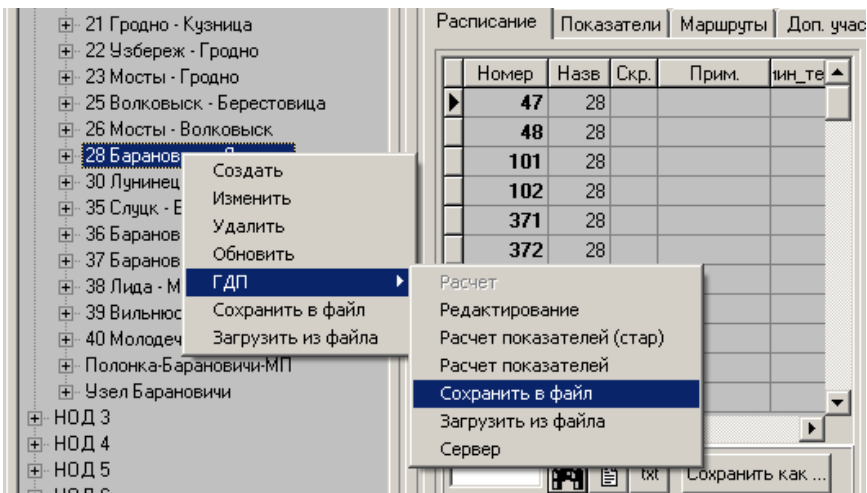 21 Гродно - Кузница
22 Узбереж - Гродно
23 Мосты - Гродно
25 Волковыск - Берестовица
26 Мосты - Волковыск
28 Баранов
30 Лунинец
35 Слуцк -
36 Баранов
37 Баранов
38 Лида - М
39 Вильнюс
40 Молодеч
Полонка-Барановичи-МП
Узел Барановичи
НОД 3
НОД 4
НОД 5
Создать
Изменить
Удалить
Обновить
ГДП
Сохранить в файл
Загрузить из файла
Расчет
Редактирование
Расчет показателей (стар)
Расчет показателей
Сохранить в файл
Загрузить из файла
Сервер
Расписание Показатели Маршруты Доп. учас
Номер Назв Скр. Прим. ин_те
47 28
48 28
101 28
102 28
371 28
372 28
txt Сохранить как ...